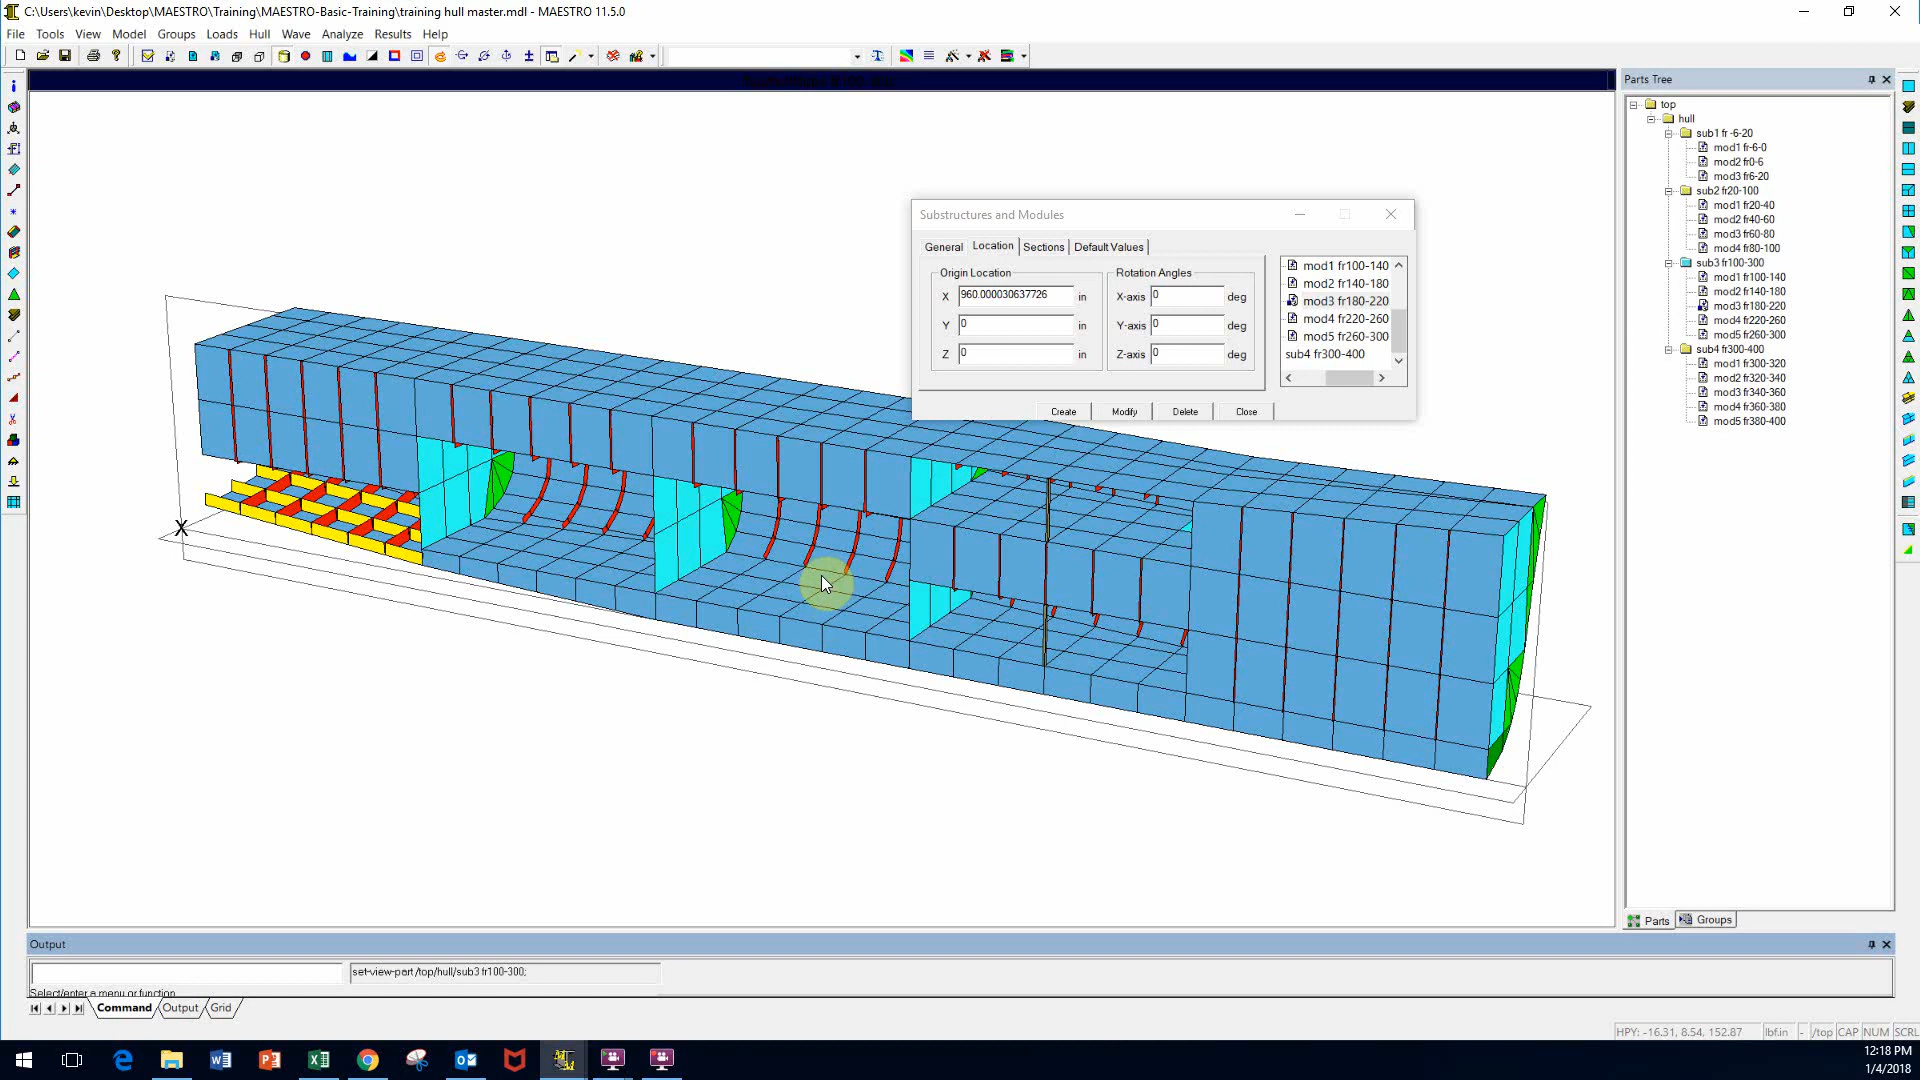 C:\Users\kevin\Desktop\MAESTRO\Training\MAESTRO-Basic-Training\training hull master.mdl - MAESTRO 11.5.0
File Tools View Model Groups Loads Hull Wave Analyze Results Help
Parts Tree
top
hull
sub1 fr -6-20
mod1 fr-6-0
mod2 fr0-6
mod3 fr6-20
sub2 fr20-100
mod1 fr20-40
mod2 fr40-60
mod3 fr60-80
mod4 fr80-100
sub3 fr100-300
mod1 fr100-140
mod2 fr140-180
mod3 fr180-220
mod4 fr220-260
mod5 fr260-300
sub4 fr300-400
mod1 fr300-320
mod2 fr320-340
mod3 fr340-360
mod4 fr360-380
mod5 fr380-400
Substructures and Modules
General Location Sections Default Values
Origin Location
X 960.000030637726 in
Y 0 in
Z 0 in
Rotation Angles
X-axis 0 deg
Y-axis 0 deg
Z-axis 0 deg
mod1 fr100-140
mod2 fr140-180
mod3 fr180-220
mod4 fr220-260
mod5 fr260-300
sub4 fr300-400
Create Modify Delete Close
X
Parts Groups
Output
set-view-part /top/hull/sub3 fr100-300;
Select/enter a menu or function
Command Output Grid
HPY: -16.31, 8.54, 152.87 lbf.in - /top CAP NUM SCRL
12:18 PM
1/4/2018